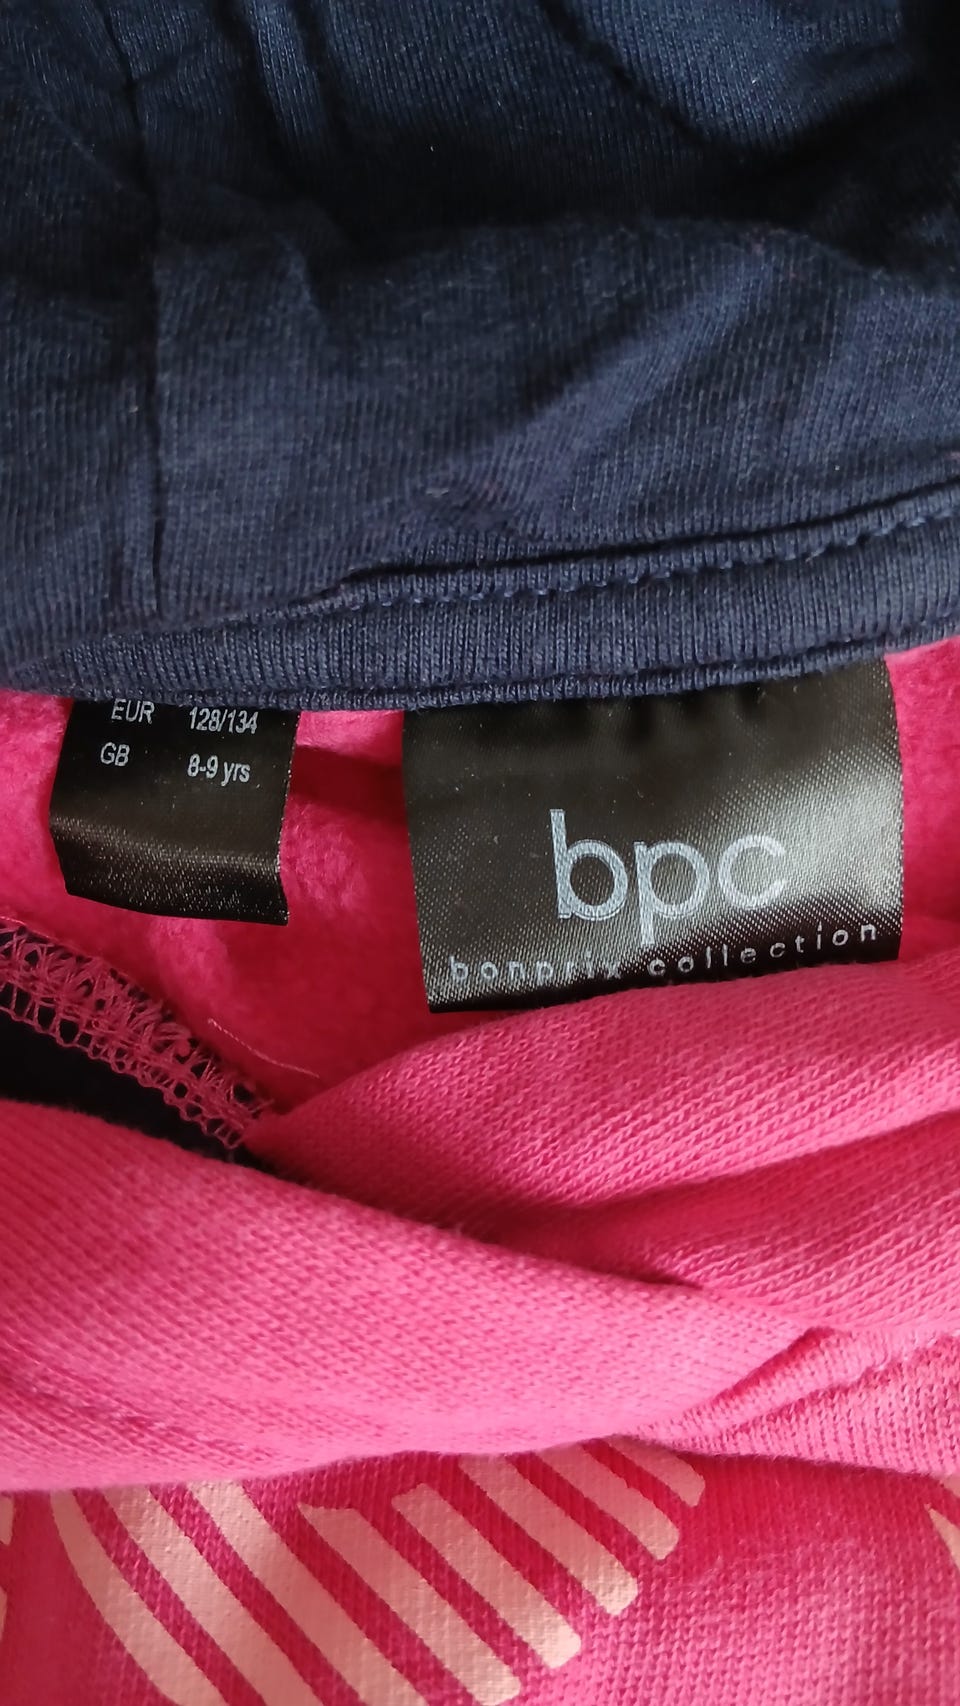 EUR 128/134
GB 8-9 yrs
bpc
bonprix collection